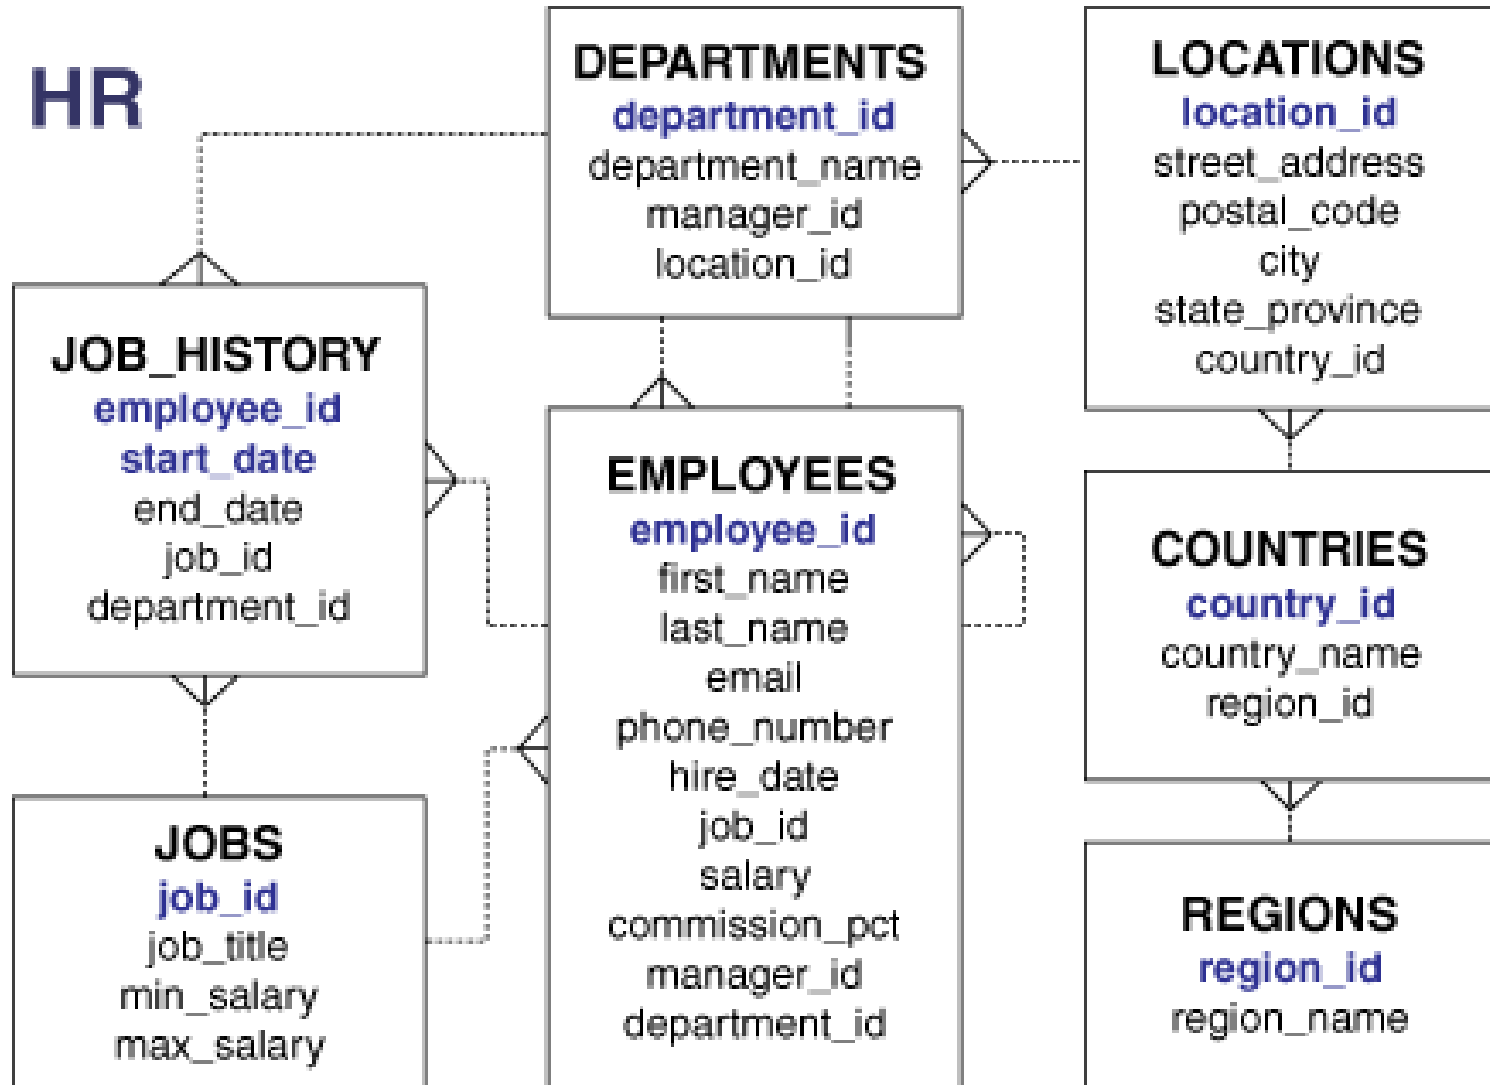 HR
DEPARTMENTS
department_id
department_name
manager_id
location_id
LOCATIONS
location_id
street_address
postal_code
city
state_province
country_id
JOB_HISTORY
employee_id
start_date
end_date
job_id
department_id
EMPLOYEES
employee_id
first_name
last_name
email
phone_number
hire_date
job_id
salary
commission_pct
manager_id
department_id
COUNTRIES
country_id
country_name
region_id
JOBS
job_id
job_title
min_salary
max_salary
REGIONS
region_id
region_name